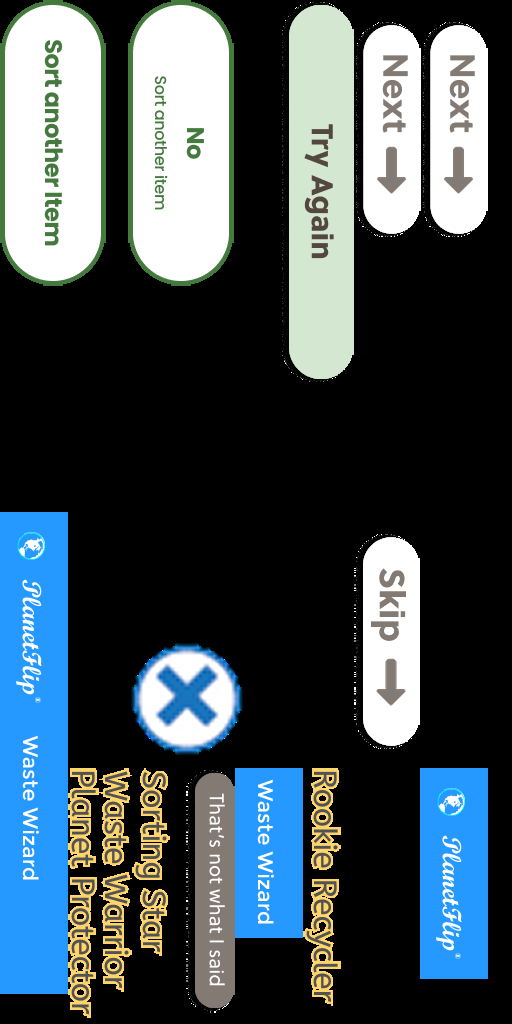 Next
Next
Try Again
No
Sort another item
Sort another Item
Skip
PlanetFlip®
Rookie Recycler
Waste Wizard
That's not what I said
Sorting Star
Waste Warrior
Planet Protector
PlanetFlip® Waste Wizard